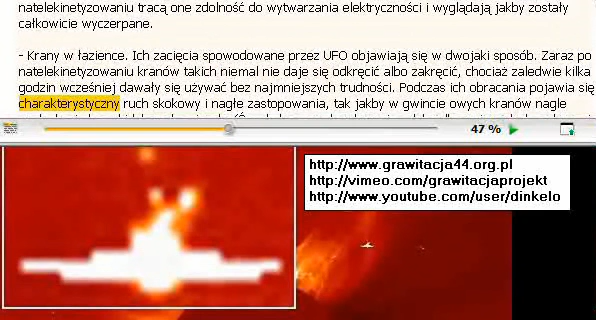 natelekinetyzowaniu tracą one zdolność do wytwarzania elektryczności i wyglądają jakby zostały
całkowicie wyczerpane.
- Krany w łazience. Ich zacięcia spowodowane przez UFO objawiają się w dwojaki sposób. Zaraz po
natelekinetyzowaniu kranów takich niemal nie daje się odkręcić albo zakręcić, chociaż zaledwie kilka
godzin wcześniej dawały się używać bez najmniejszych trudności. Podczas ich obracania pojawia się
charakterystyczny ruch skokowy i nagłe zastopowania, tak jakby w gwincie owych kranów nagle
47 %
http://www.grawitacja44.org.pl
http://vimeo.com/grawitacjaprojekt
http://www.youtube.com/user/dinkelo